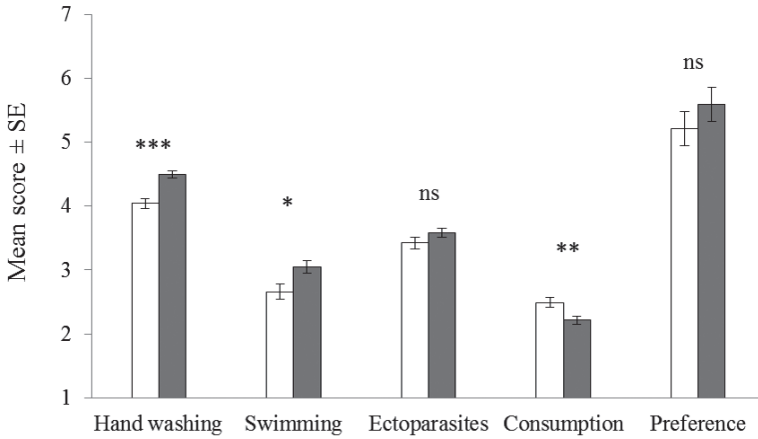 7
6
5
4
3
2
1
Mean score ± SE
***
*
ns
**
ns
Hand washing Swimming Ectoparasites Consumption Preference